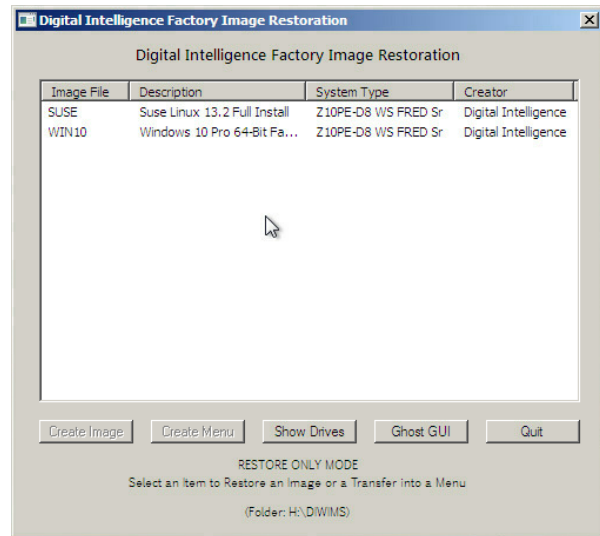 Digital Intelligence Factory Image Restoration
Digital Intelligence Factory Image Restoration
Image File Description System Type Creator
SUSE Suse Linux 13.2 Full Install Z10PE-D8 WS FRED Sr Digital Intelligence
WIN10 Windows 10 Pro 64-Bit Fa... Z10PE-D8 WS FRED Sr Digital Intelligence
Create Image Create Menu Show Drives Ghost GUI Quit
RESTORE ONLY MODE
Select an Item to Restore an Image or a Transfer into a Menu
(Folder: H:\DIWIMS)